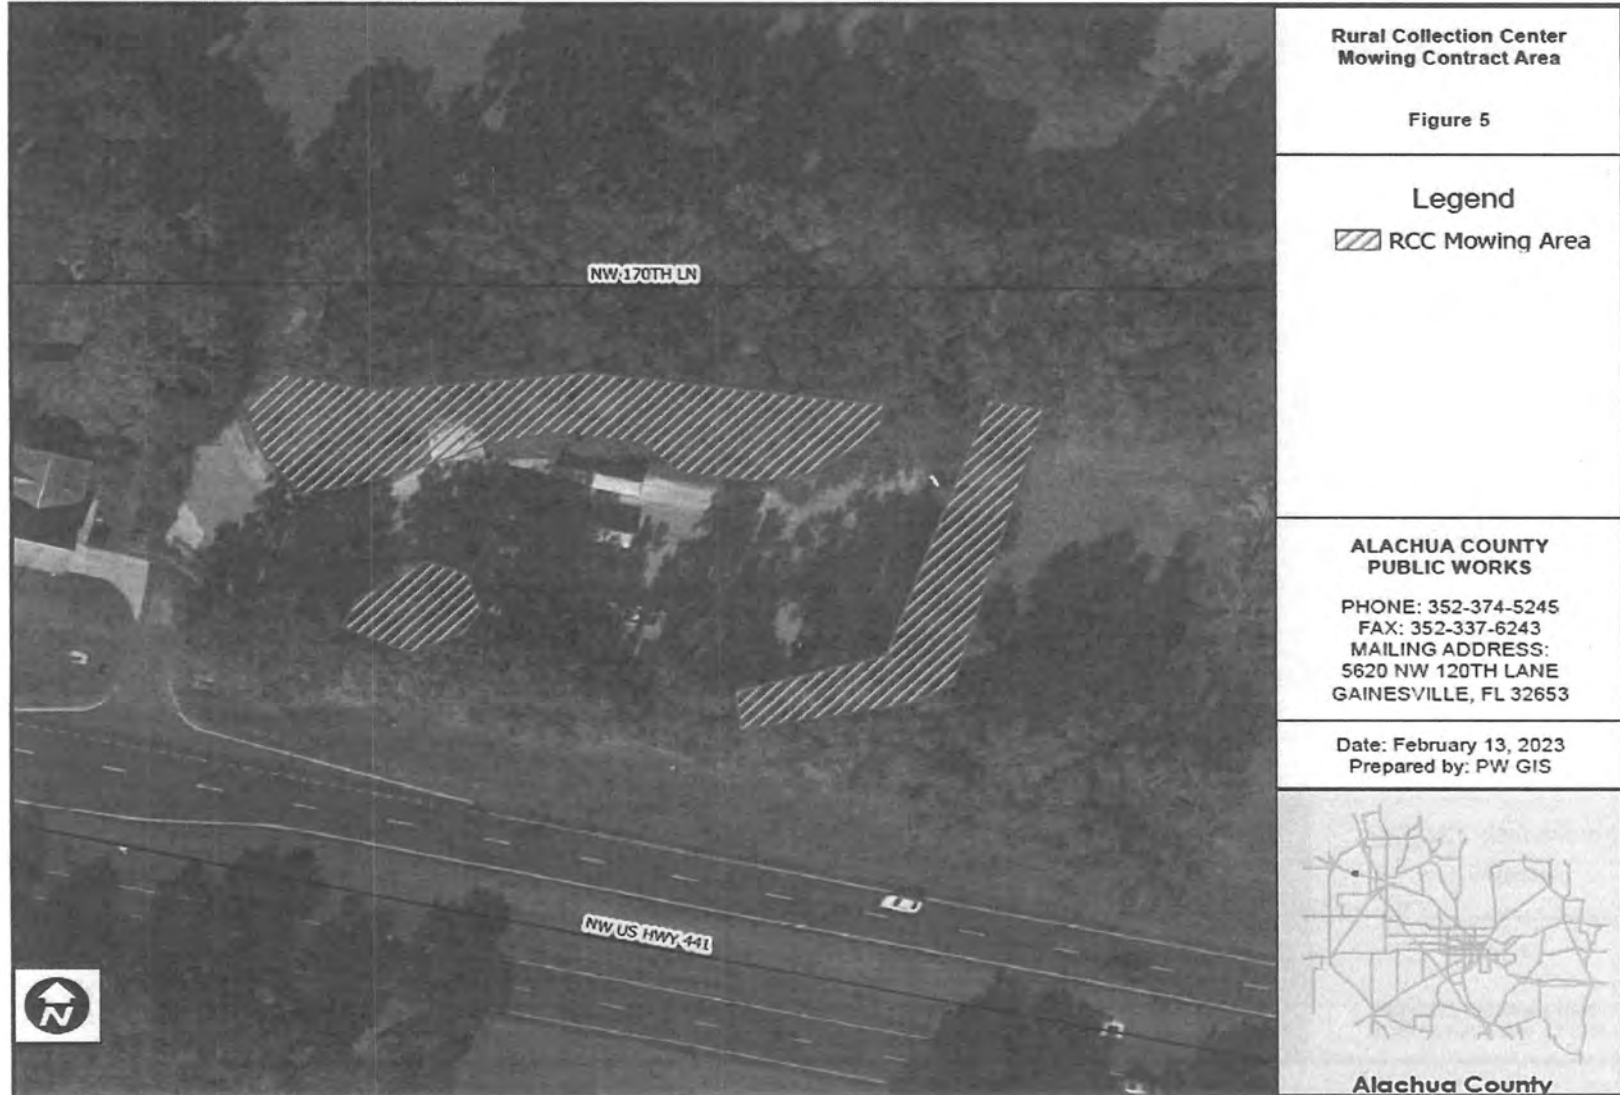 Rural Collection Center
Mowing Contract Area
Figure 5
Legend
RCC Mowing Area
NW 170TH LN
NW US HWY 441
N
ALACHUA COUNTY
PUBLIC WORKS
PHONE: 352-374-5245
FAX: 352-337-6243
MAILING ADDRESS:
5620 NW 120TH LANE
GAINESVILLE, FL 32653
Date: February 13, 2023
Prepared by: PW GIS
Alachua County